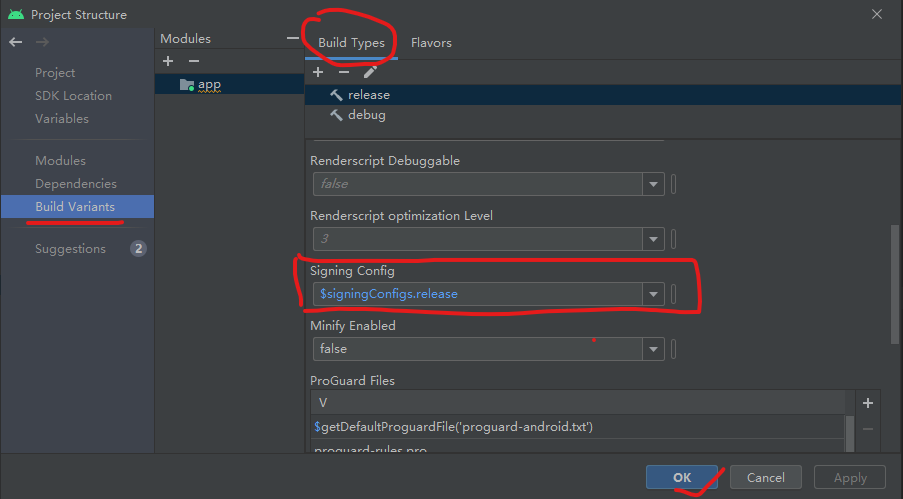 Project Structure
Project
SDK Location
Variables
Modules
Dependencies
Build Variants
Suggestions
2
Modules
app
Build Types
Flavors
release
debug
Renderscript Debuggable
false
Renderscript optimization Level
3
Signing Config
$signingConfigs.release
Minify Enabled
false
ProGuard Files
V
$getDefaultProguardFile('proguard-android.txt')
proguard-rules.pro
OK
Cancel
Apply